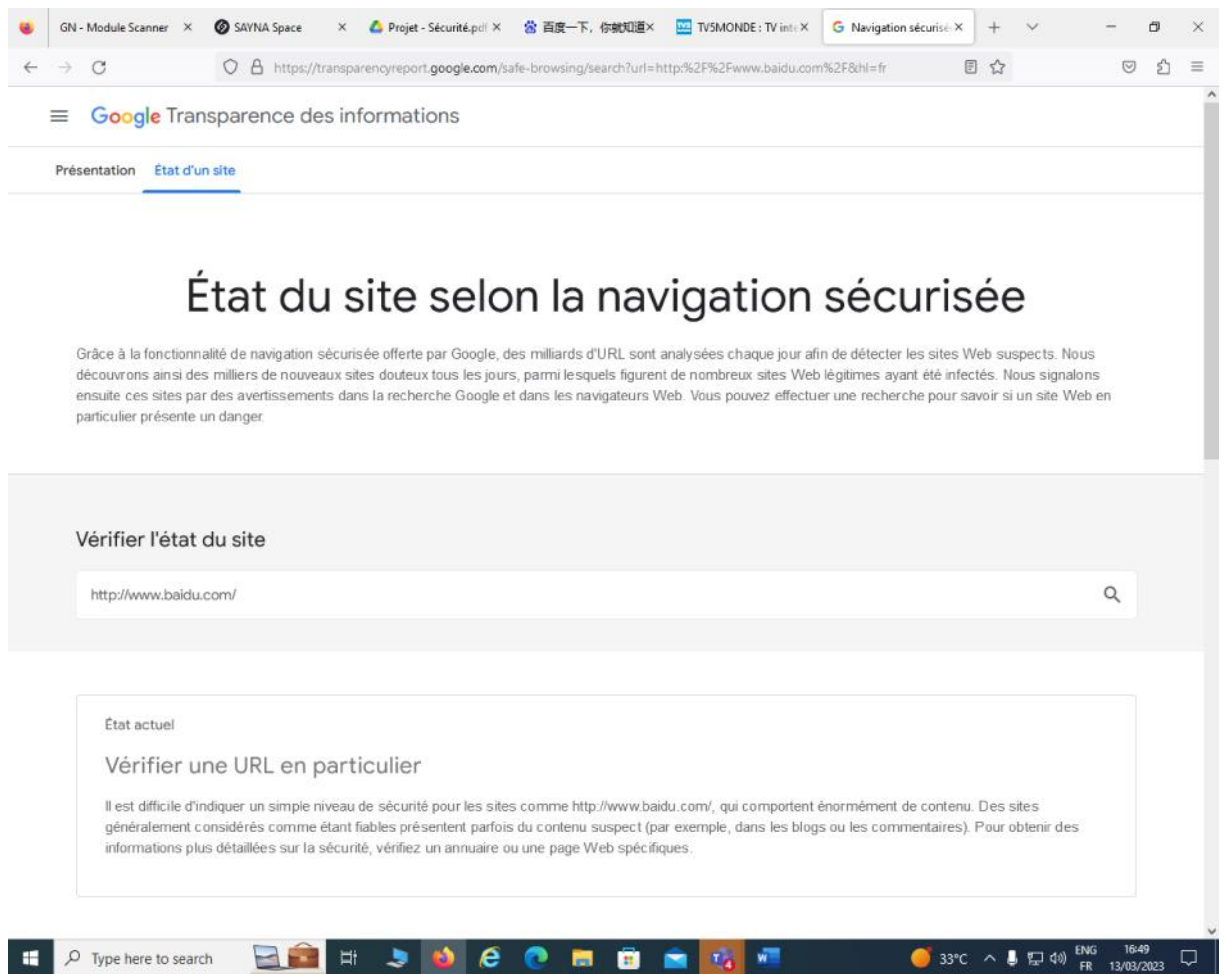 GN - Module Scanner
SAYNA Space
Projet - Sécurité.pdf
百度一下，你就知道
TV5MONDE : TV inte
Navigation sécurisé
https://transparencyreport.google.com/safe-browsing/search?url=http:%2F%2Fwww.baidu.com%2F&hl=fr
Google Transparence des informations
Présentation
État d'un site
État du site selon la navigation sécurisée
Grâce à la fonctionnalité de navigation sécurisée offerte par Google, des milliards d'URL sont analysées chaque jour afin de détecter les sites Web suspects. Nous
découvrons ainsi des milliers de nouveaux sites douteux tous les jours, parmi lesquels figurent de nombreux sites Web légitimes ayant été infectés. Nous signalons
ensuite ces sites par des avertissements dans la recherche Google et dans les navigateurs Web. Vous pouvez effectuer une recherche pour savoir si un site Web en
particulier présente un danger.
Vérifier l'état du site
http://www.baidu.com/
État actuel
Vérifier une URL en particulier
Il est difficile d'indiquer un simple niveau de sécurité pour les sites comme http://www.baidu.com/, qui comportent énormément de contenu. Des sites
généralement considérés comme étant fiables présentent parfois du contenu suspect (par exemple, dans les blogs ou les commentaires). Pour obtenir des
informations plus détaillées sur la sécurité, vérifiez un annuaire ou une page Web spécifiques.
Type here to search
33°C
ENG
FR
16:49
13/03/2023